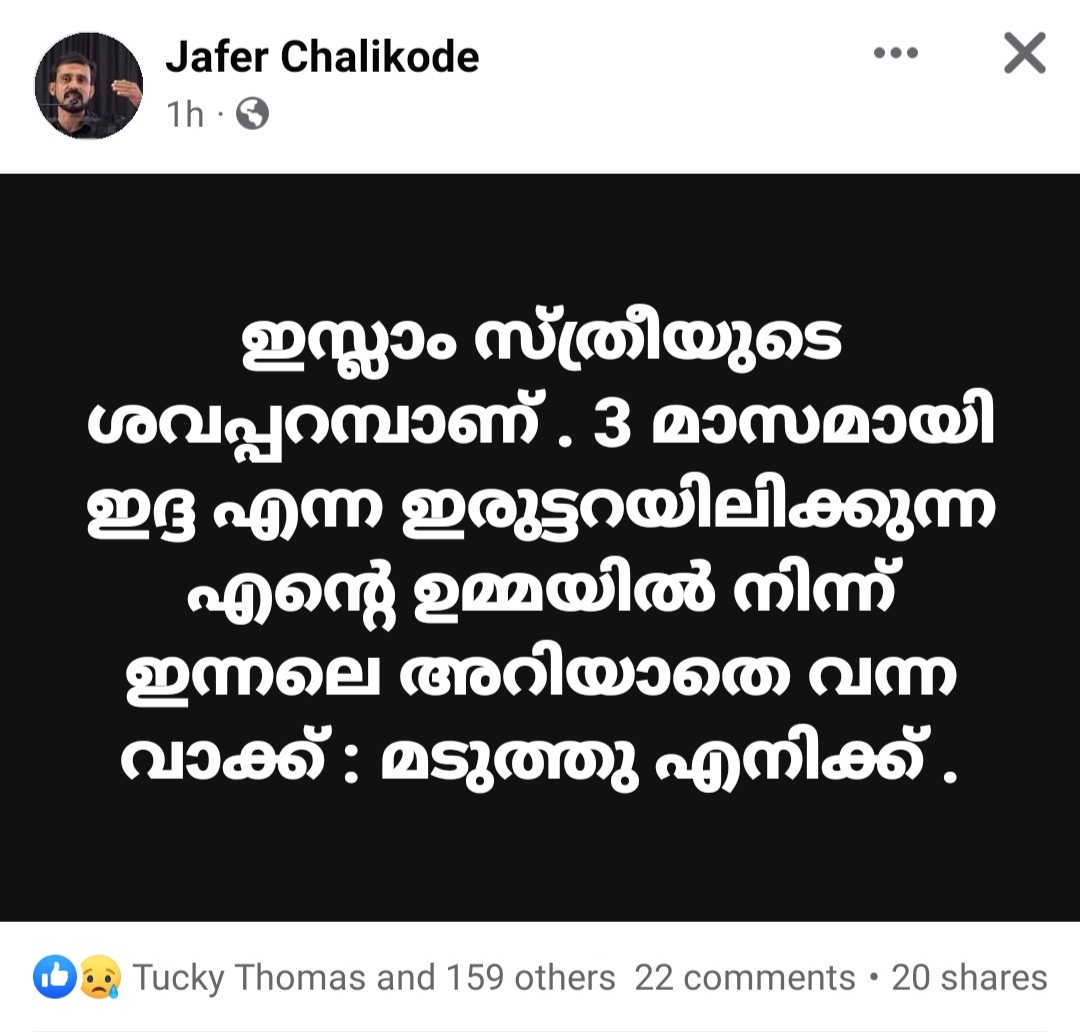 Jafer Chalikode
1h ·
ഇസ്ലാം സ്ത്രീയുടെ
ശവപ്പറമ്പാണ് . 3 മാസമായി
ഇദ്ദ എന്ന ഇരുട്ടറയിലിക്കുന്ന
എന്റെ ഉമ്മയിൽ നിന്ന്
ഇന്നലെ അറിയാതെ വന്ന
വാക്ക് : മടുത്തു എനിക്ക് .
Tucky Thomas and 159 others 22 comments • 20 shares